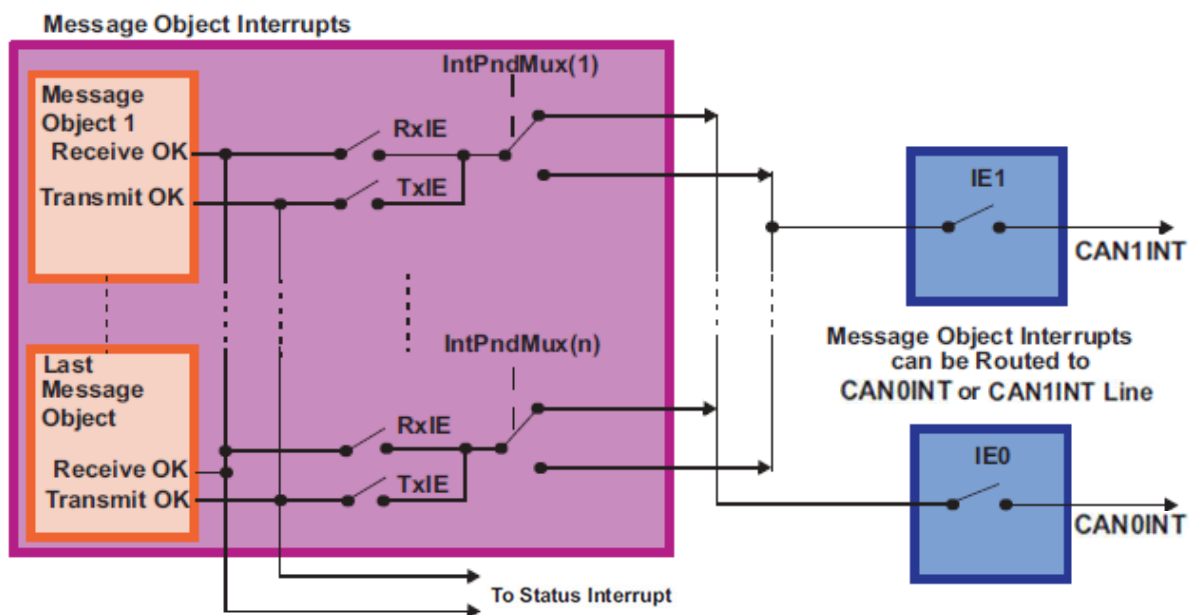 Message Object Interrupts
IntPndMux(1)
Message
Object 1
Receive OK
RxIE
Transmit OK
TxIE
IE1
CAN1INT
Message Object Interrupts
can be Routed to
CAN0INT or CAN1INT Line
IntPndMux(n)
Last
Message
Object
RxIE
Receive OK
TxIE
Transmit OK
IE0
CAN0INT
To Status Interrupt